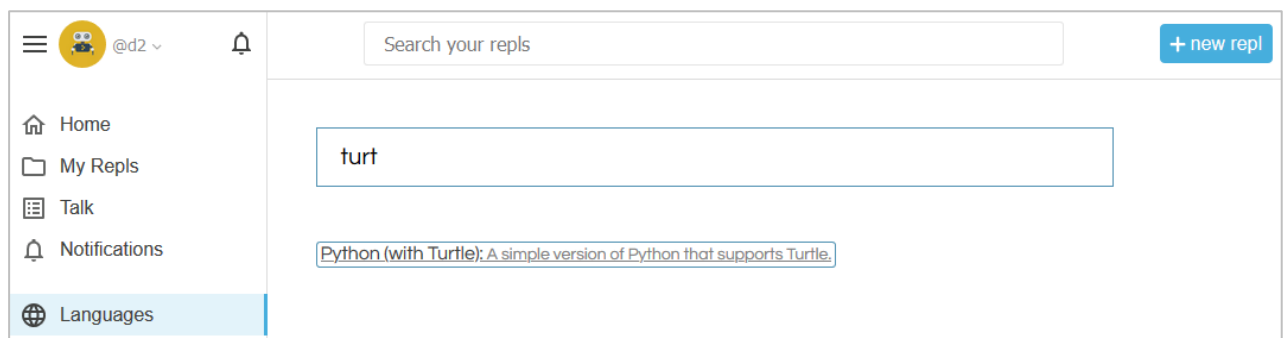 @d2
Search your repls
+ new repl
Home
My Repls
Talk
Notifications
Languages
turt
Python (with Turtle): A simple version of Python that supports Turtle.